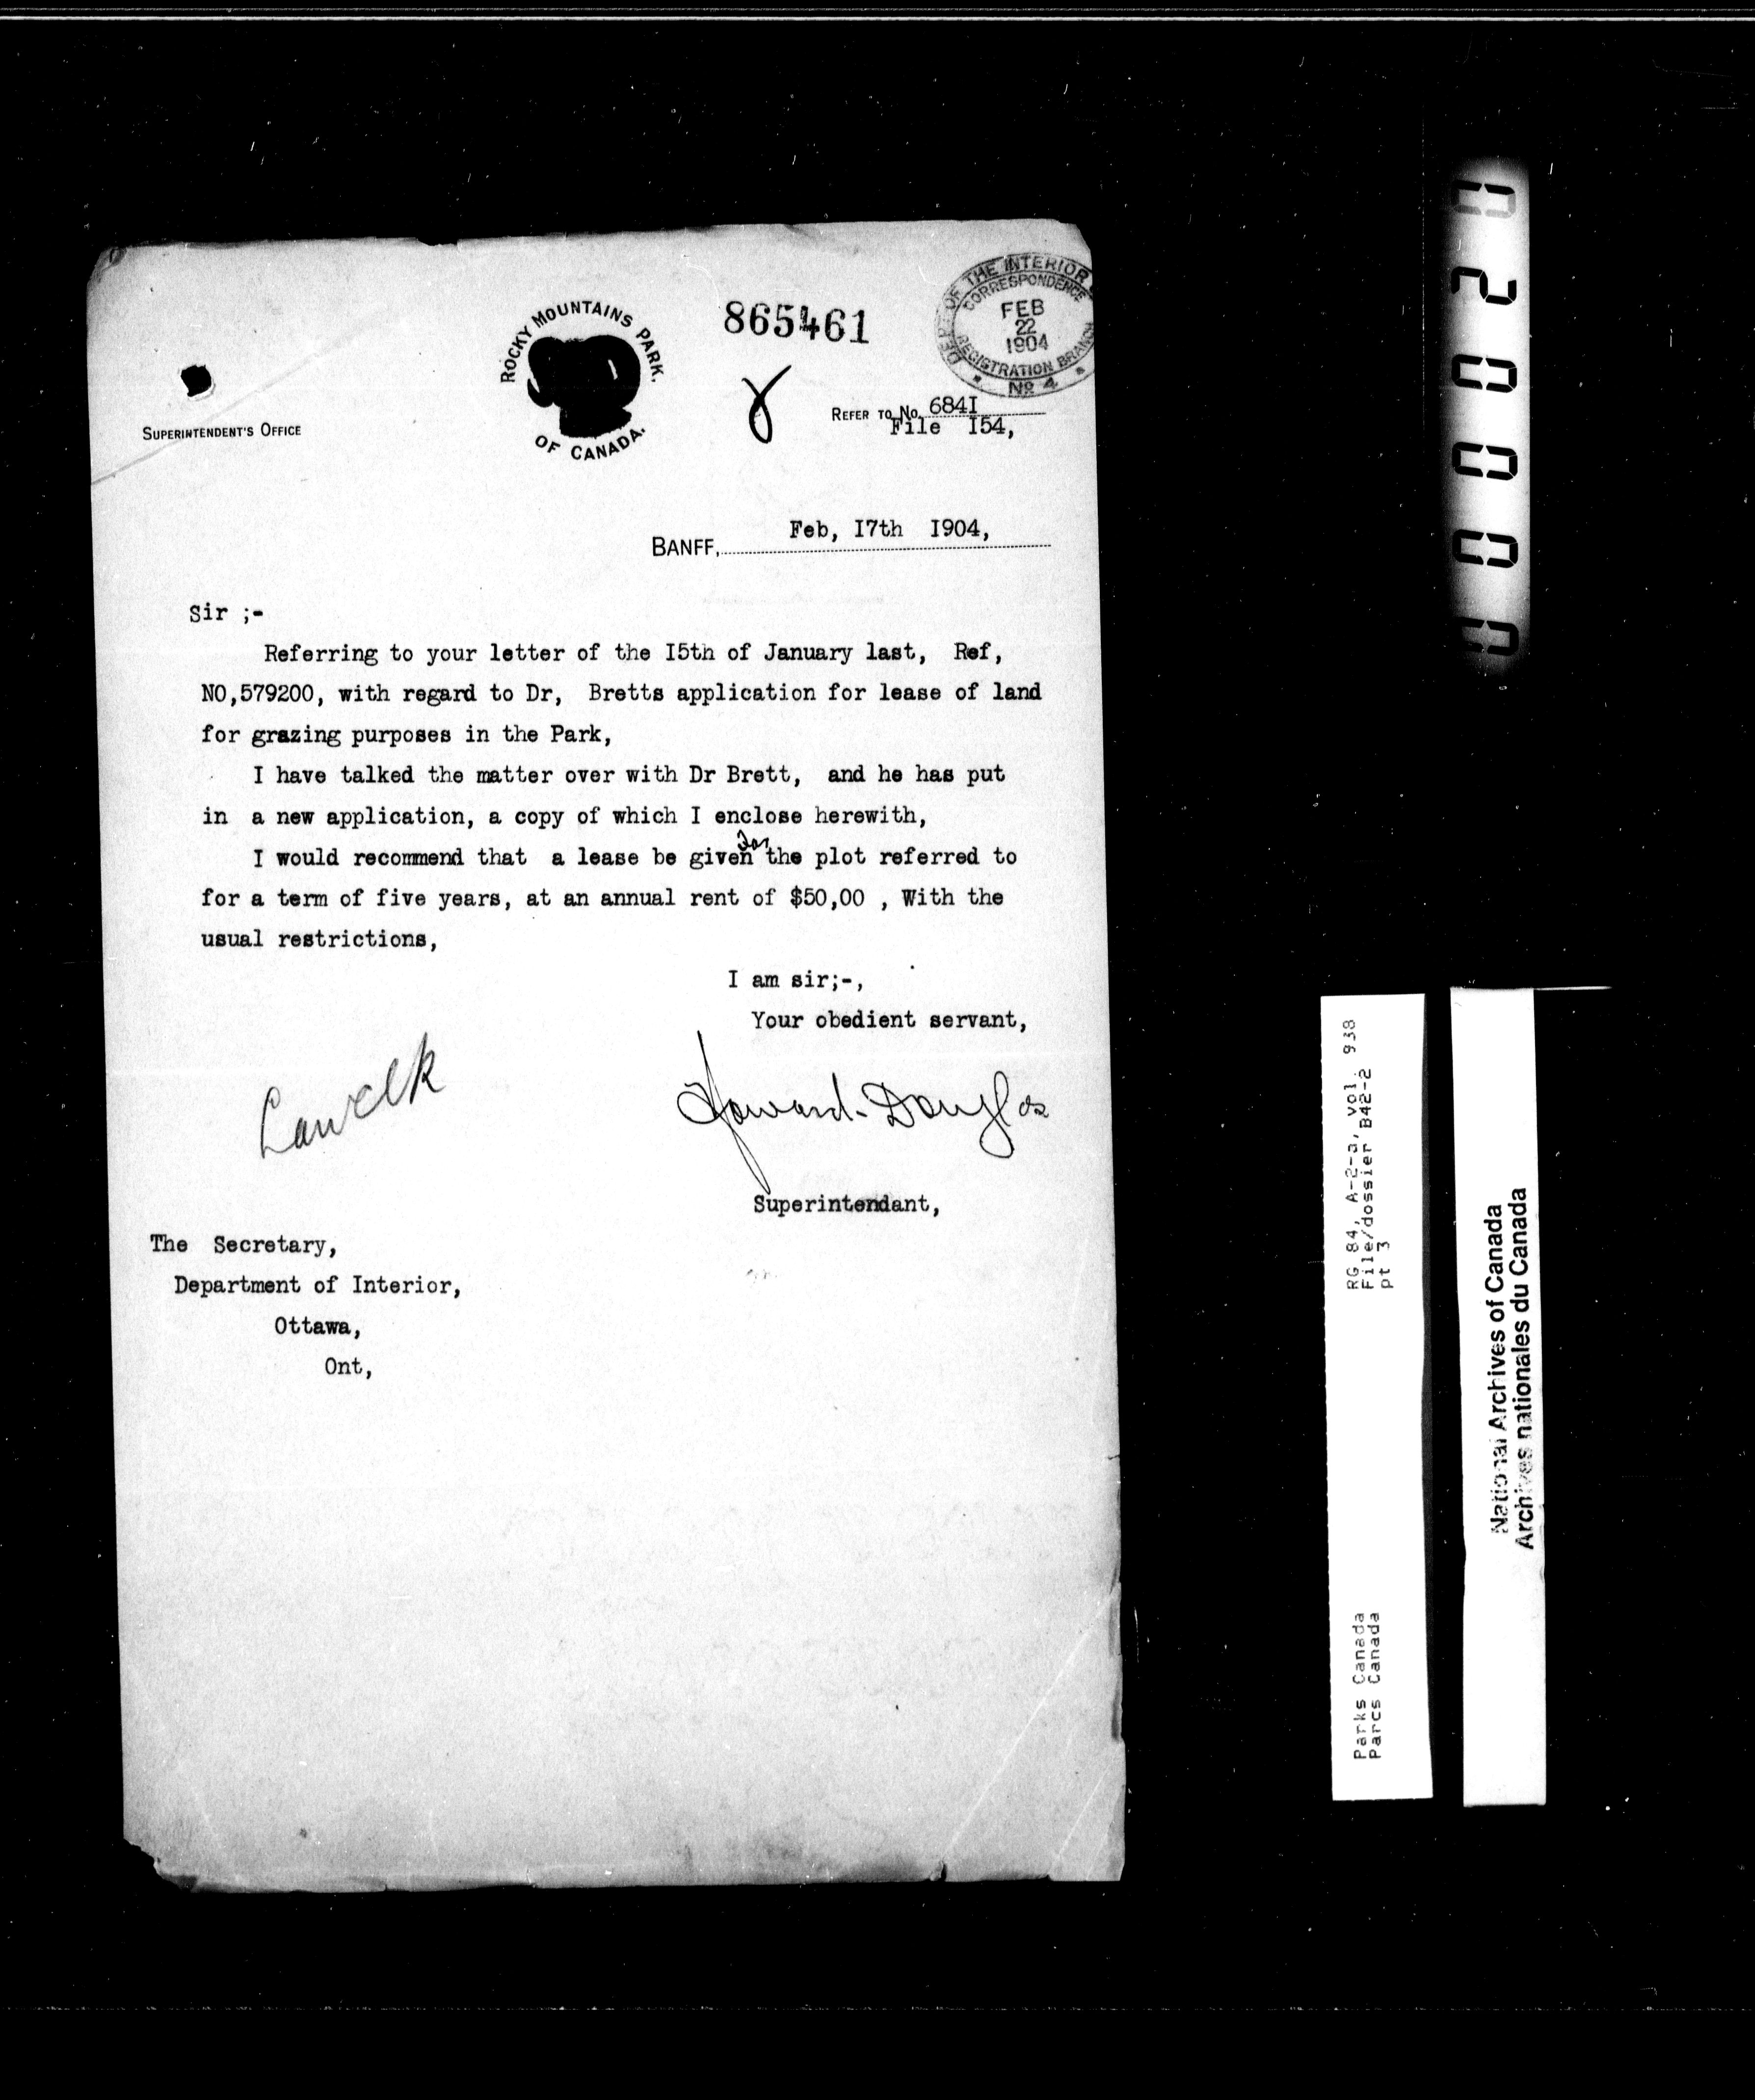 ROCKY MOUNTAINS PARK.
OF CANADA.
865461
DEPT. OF THE INTERIOR
CORRESPONDENCE
FEB
22
1904
REGISTRATION BRANCH
No 4
SUPERINTENDENT'S OFFICE
REFER TO No. 684I
File I54,
BANFF, Feb, I7th I904,
Sir ;-
Referring to your letter of the I5th of January last, Ref,
NO,579200, with regard to Dr, Bretts application for lease of land
for grazing purposes in the Park,
I have talked the matter over with Dr Brett, and he has put
in a new application, a copy of which I enclose herewith,
I would recommend that a lease be given for the plot referred to
for a term of five years, at an annual rent of $50,00 , With the
usual restrictions,
I am sir;-,
Your obedient servant,
Howard Douglas
Superintendant,
The Secretary,
Department of Interior,
Ottawa,
Ont,
000020
RG 84, A-2-a, vol. 938
File/dossier B42-2
pt 3
Parks Canada
Parcs Canada
National Archives of Canada
Archives nationales du Canada